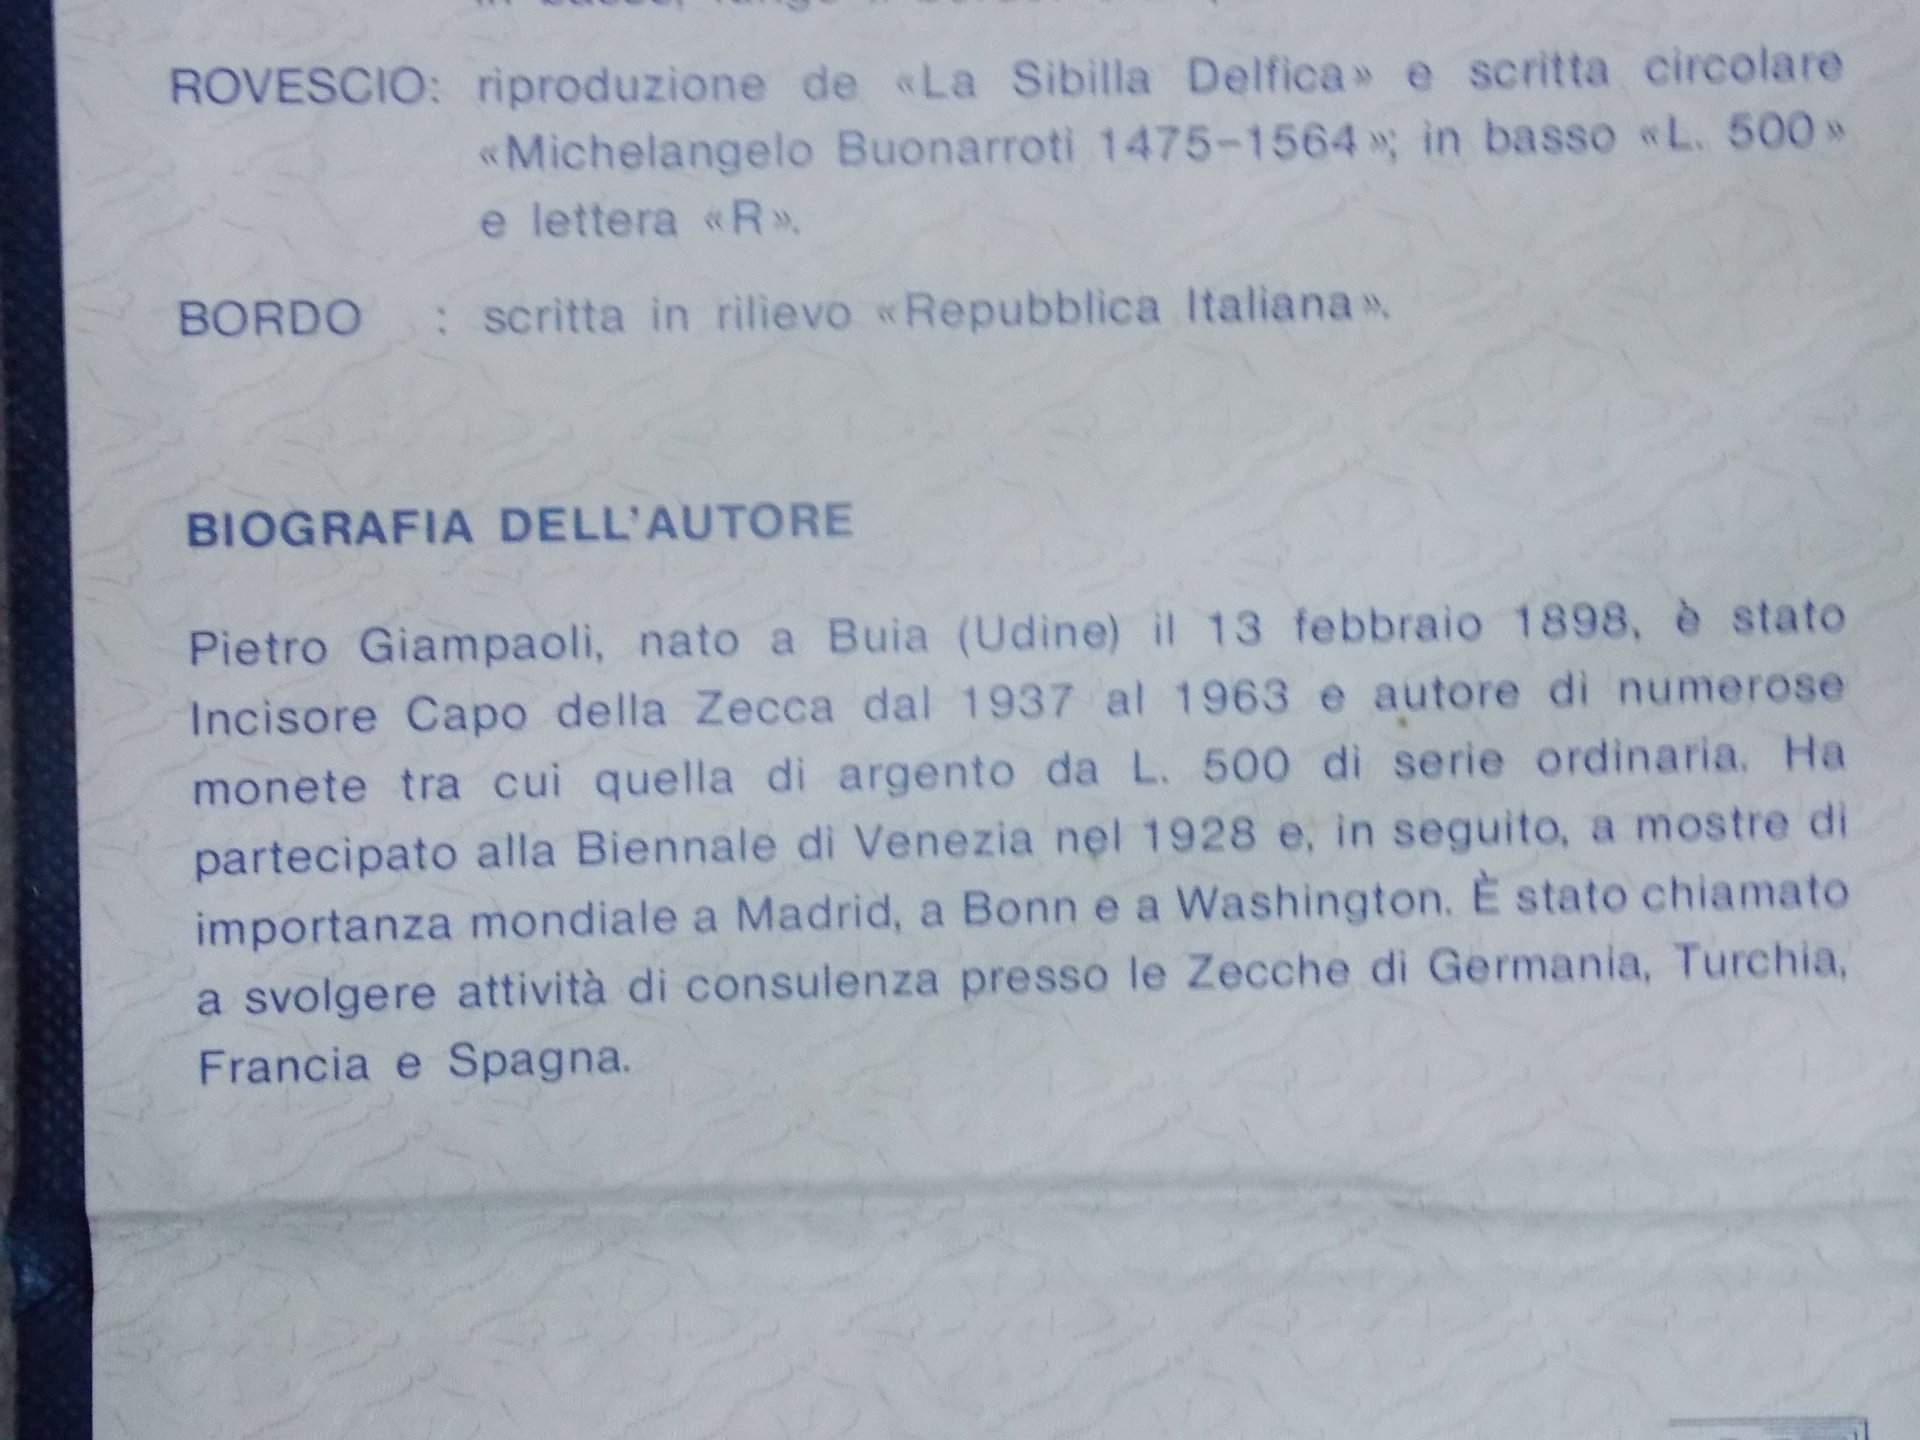 ROVESCIO: riproduzione de «La Sibilla Delfica» e scritta circolare
«Michelangelo Buonarroti 1475-1564»; in basso «L. 500»
e lettera «R».
BORDO : scritta in rilievo «Repubblica Italiana».
BIOGRAFIA DELL'AUTORE
Pietro Giampaoli, nato a Buia (Udine) il 13 febbraio 1898, è stato
Incisore Capo della Zecca dal 1937 al 1963 e autore di numerose
monete tra cui quella di argento da L. 500 di serie ordinaria. Ha
partecipato alla Biennale di Venezia nel 1928 e, in seguito, a mostre di
importanza mondiale a Madrid, a Bonn e a Washington. È stato chiamato
a svolgere attività di consulenza presso le Zecche di Germania, Turchia,
Francia e Spagna.